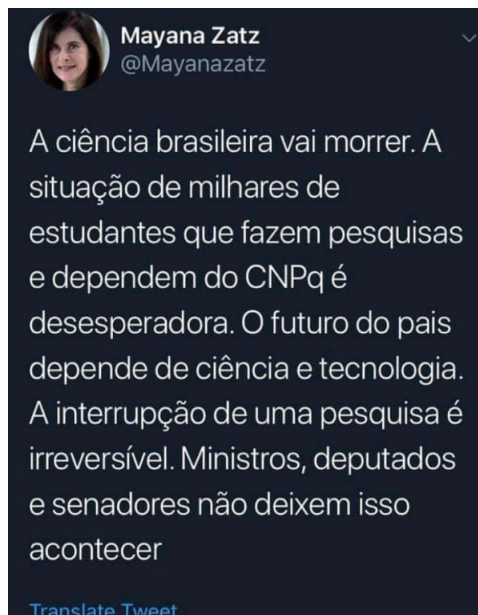 Mayana Zatz
@Mayanazatz
A ciência brasileira vai morrer. A
situação de milhares de
estudantes que fazem pesquisas
e dependem do CNPq é
desesperadora. O futuro do pais
depende de ciência e tecnologia.
A interrupção de uma pesquisa é
irreversível. Ministros, deputados
e senadores não deixem isso
acontecer
Translate Tweet